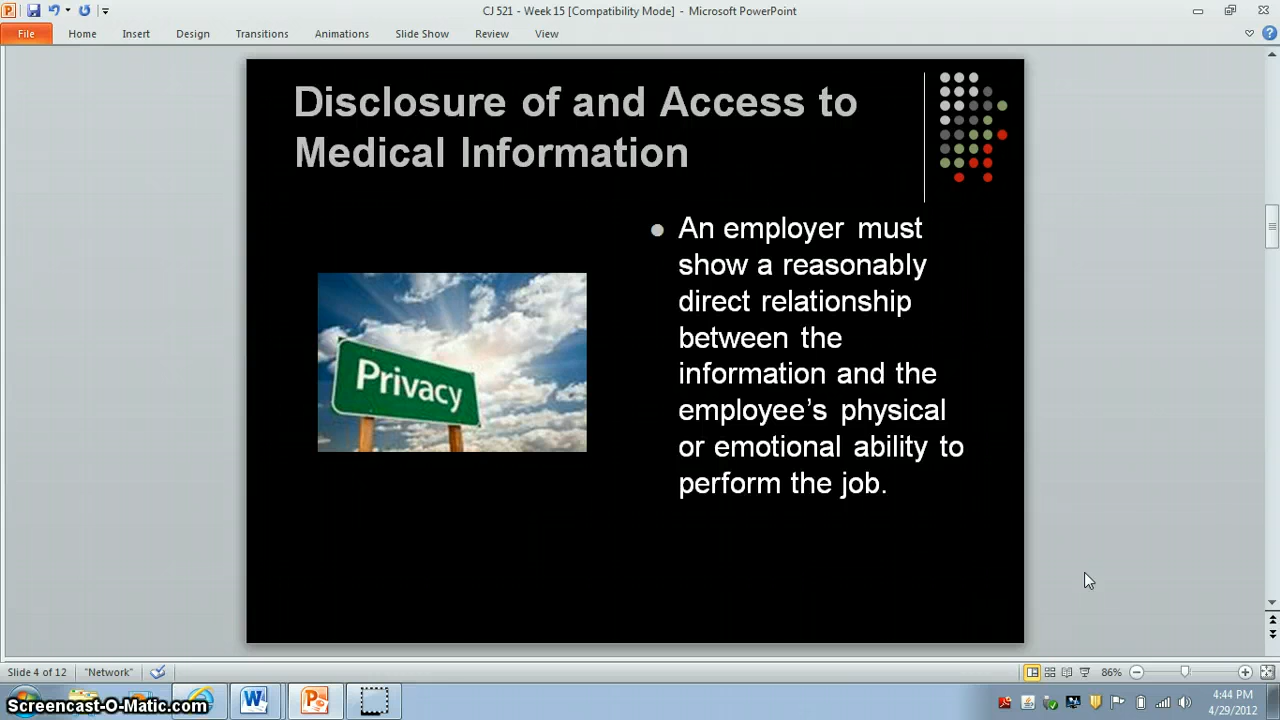 CJ 521 - Week 15 [Compatibility Mode] - Microsoft PowerPoint
File Home Insert Design Transitions Animations Slide Show Review View
Disclosure of and Access to
Medical Information
Privacy
• An employer must
show a reasonably
direct relationship
between the
information and the
employee’s physical
or emotional ability to
perform the job.
Slide 4 of 12 "Network" 86%
Screencast-O-Matic.com
4:44 PM
4/29/2012